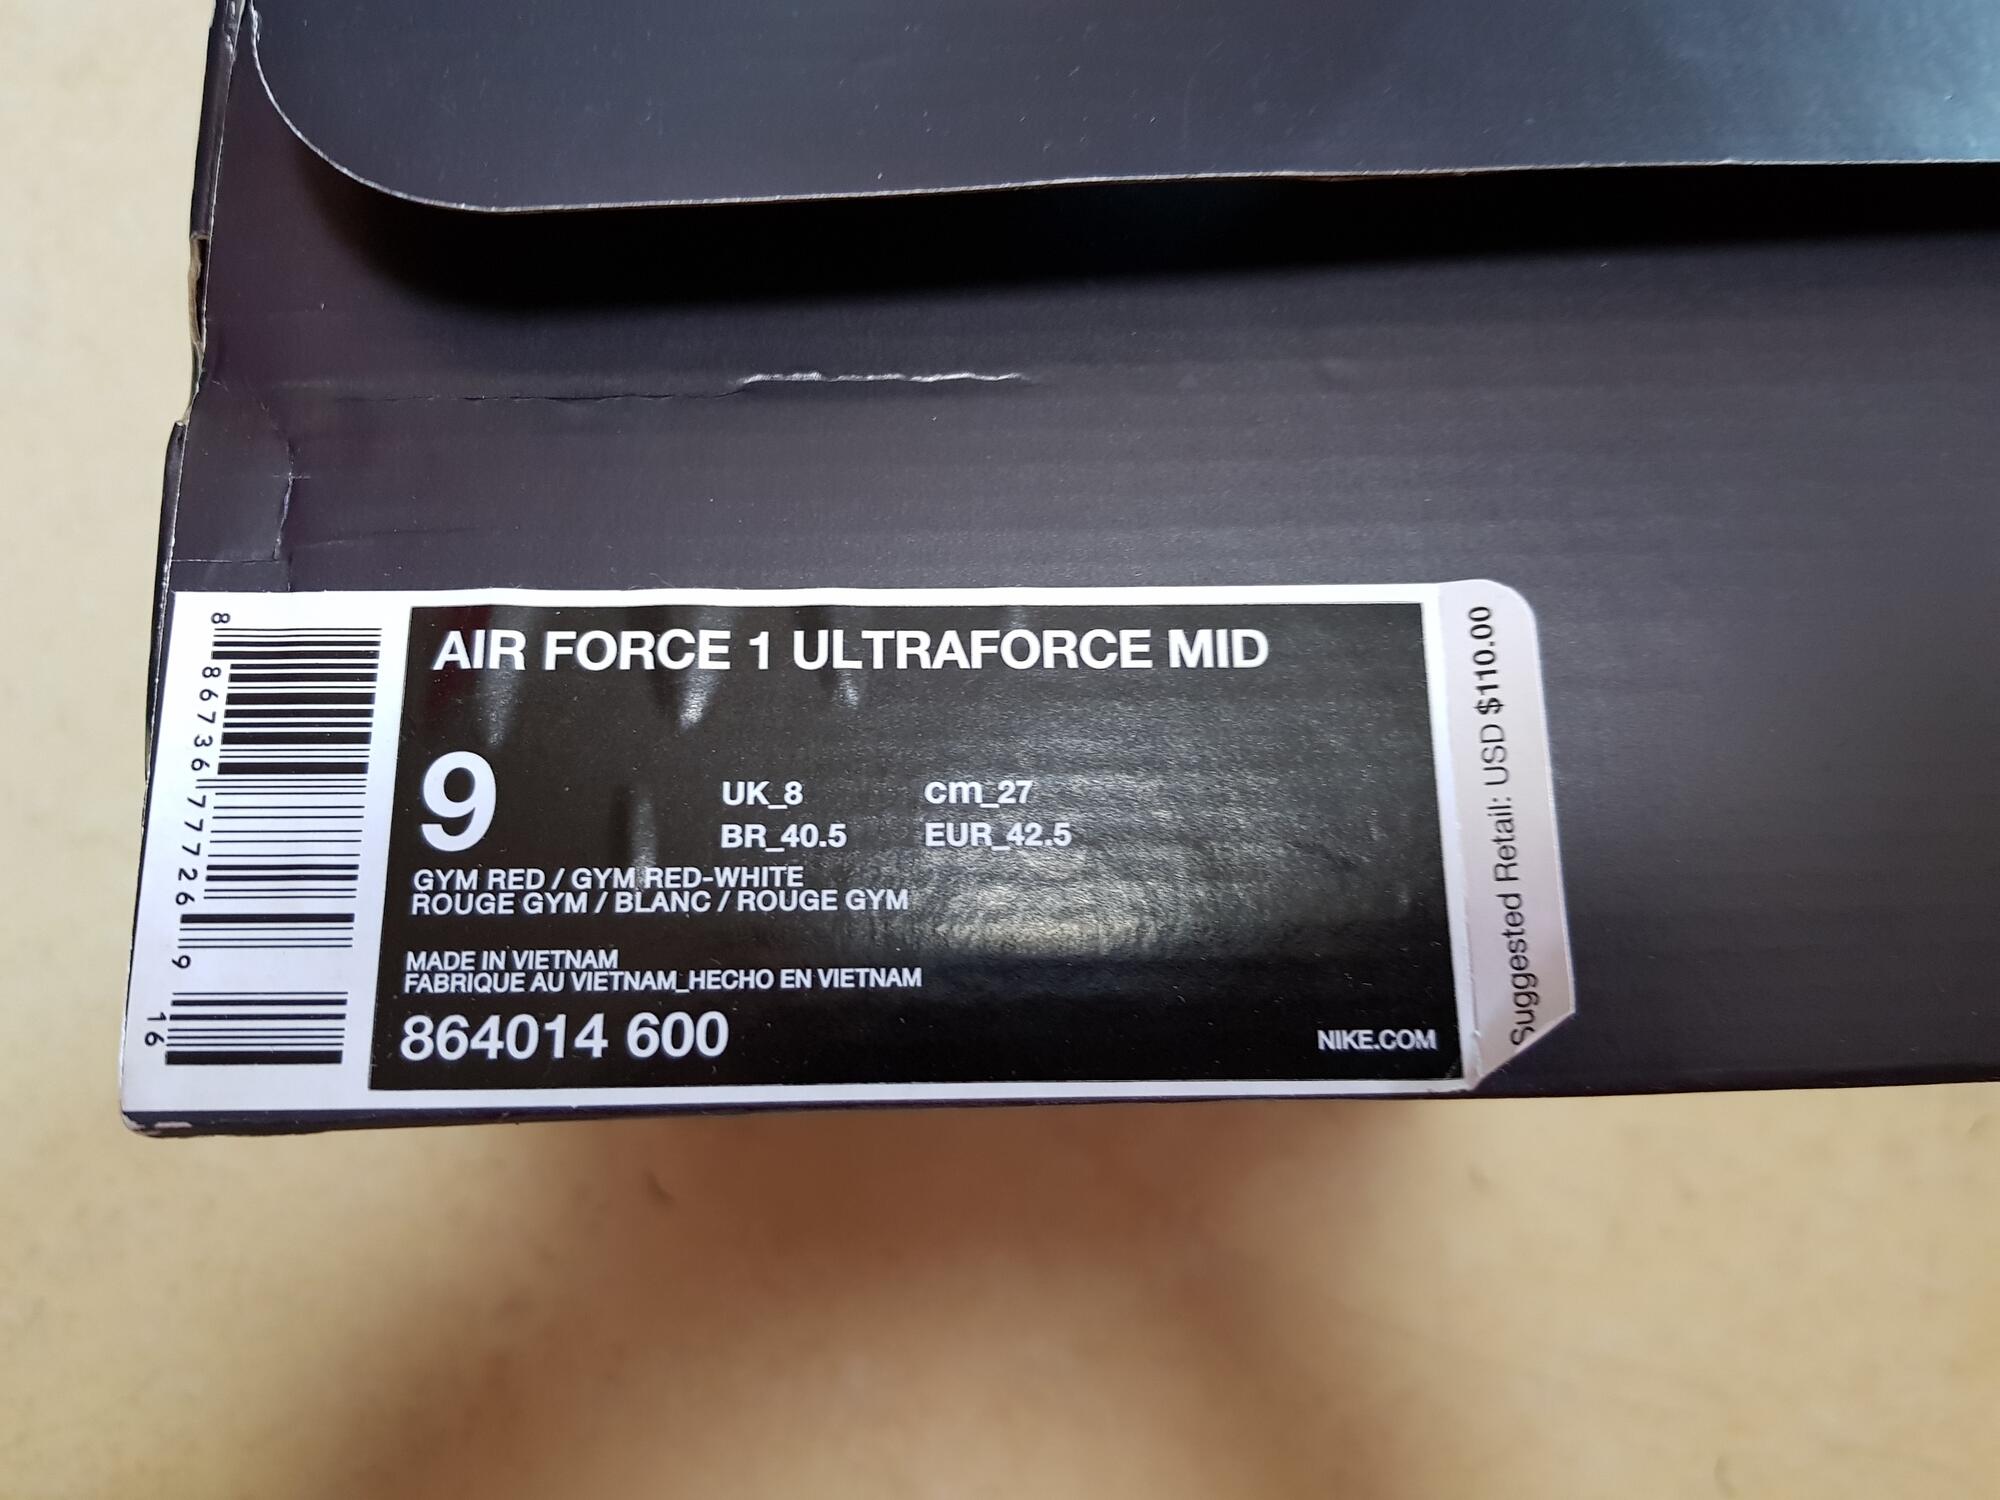 AIR FORCE 1 ULTRAFORCE MID
9
UK_8 cm_27
BR_40.5 EUR_42.5
GYM RED / GYM RED-WHITE
ROUGE GYM / BLANC / ROUGE GYM
MADE IN VIETNAM
FABRIQUE AU VIETNAM_HECHO EN VIETNAM
864014 600
NIKE.COM
Suggested Retail: USD $110.00
8 86736 77726 9
16